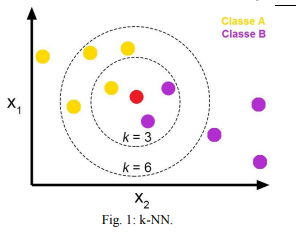 Classe A
Classe B
X1
k = 3
k = 6
X2
Fig. 1: k-NN.